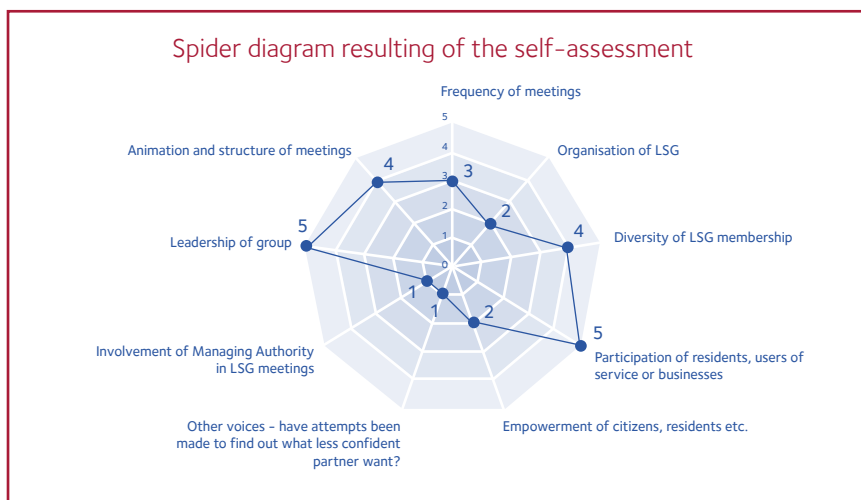 Spider diagram resulting of the self-assessment
Frequency of meetings
5
4
3
2
1
0
Animation and structure of meetings
Organisation of LSG
4
3
2
5
4
Leadership of group
Diversity of LSG membership
1
1
2
5
Involvement of Managing Authority
in LSG meetings
Participation of residents, users of
service or businesses
Other voices - have attempts been
made to find out what less confident
partner want?
Empowerment of citizens, residents etc.